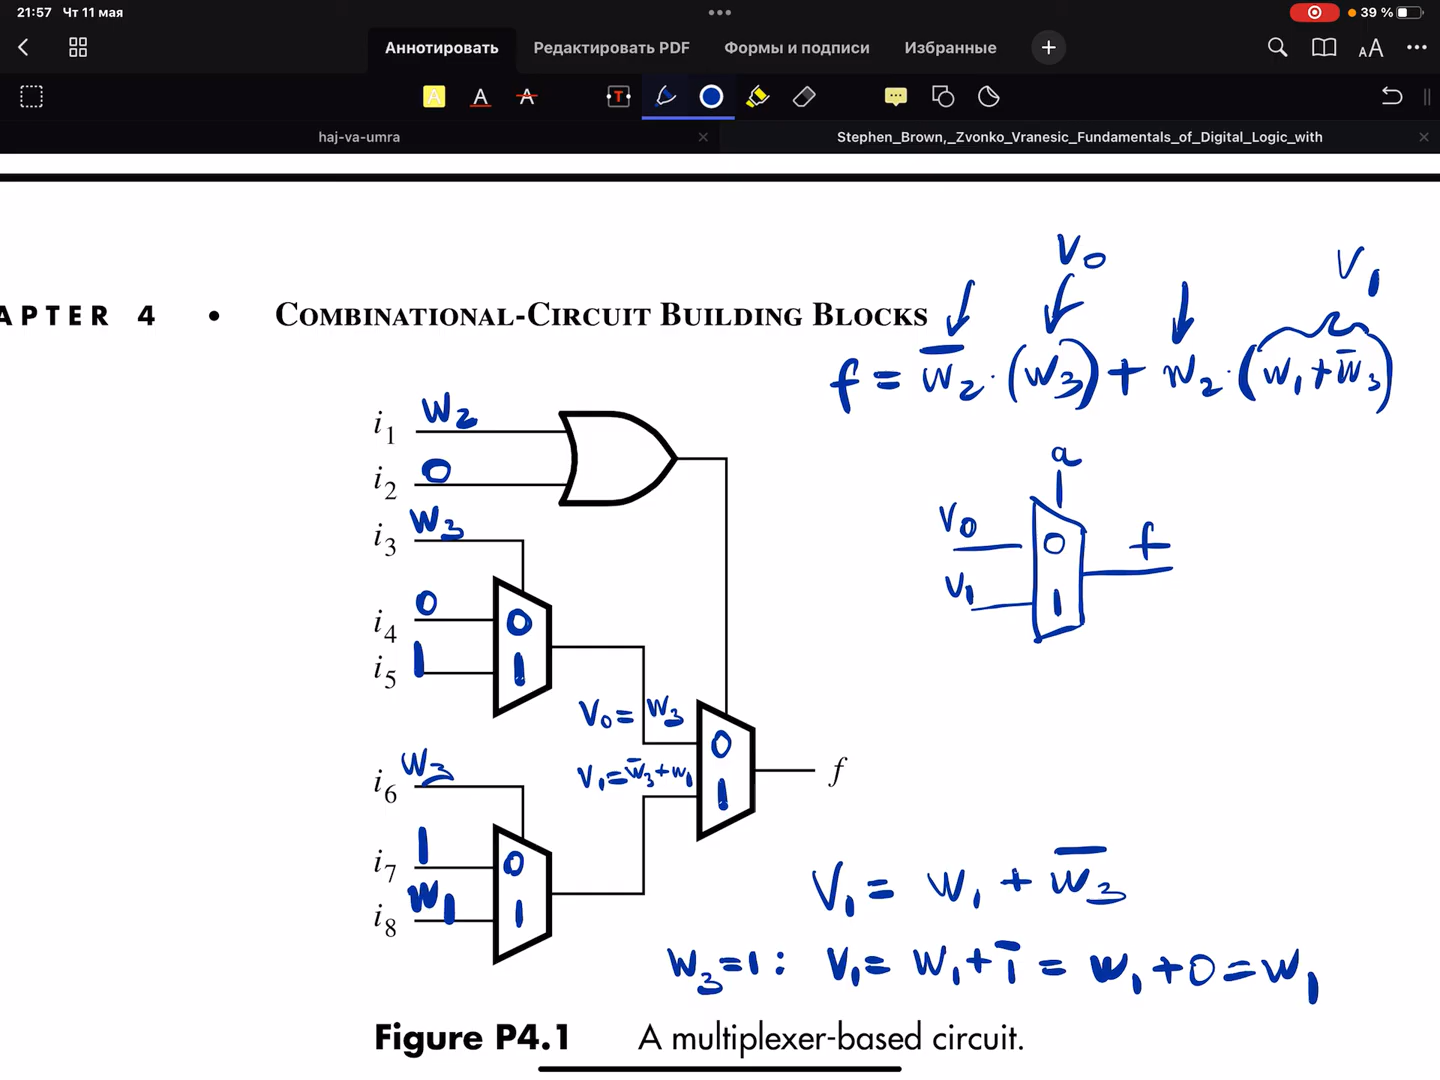 21:57 Чт 11 мая
39 %
Аннотировать Редактировать PDF Формы и подписи Избранные
haj-va-umra
Stephen_Brown,_Zvonko_Vranesic_Fundamentals_of_Digital_Logic_with
APTER 4 • COMBINATIONAL-CIRCUIT BUILDING BLOCKS
V₀ V₁
f = w̅₂·(w₃) + w₂·(w₁+w̅₃)
i₁ w₂
i₂ 0
i₃ w₃
i₄ 0 0
i₅ 1 1
a
V₀ 0 f
V₁ 1
V₀ = w₃ 0
V₁ = w̅₃+w₁ 1
f
i₆ w₃
i₇ 1 0
i₈ w₁ 1
V₁ = w₁ + w̅₃
w₃=1: V₁ = w₁+1̅ = w₁+0 = w₁
Figure P4.1 A multiplexer-based circuit.